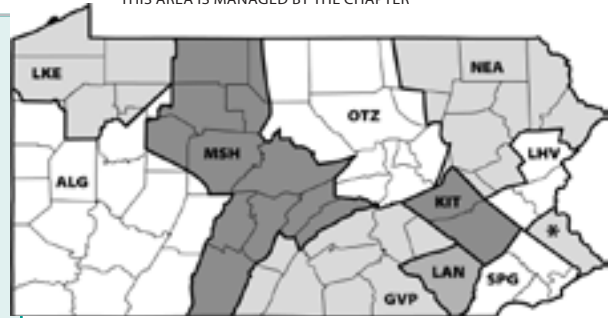 THIS AREA IS MANAGED BY THE CHAPTER
LKE
NEA
OTZ
MSH
LHV
ALG
KIT
*
LAN
SPG
GVP